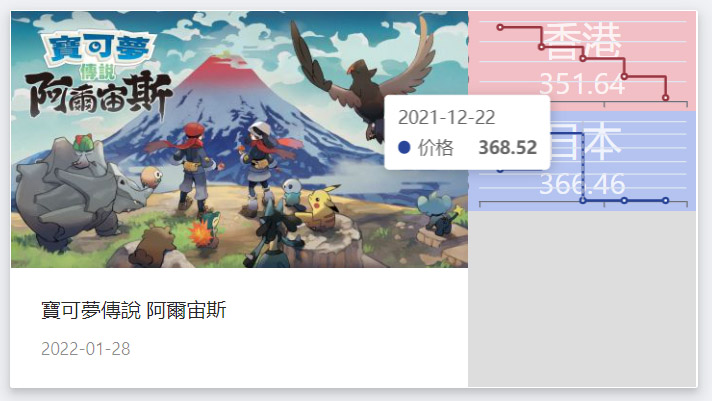 寶可夢
傳說
阿爾宙斯
香港
351.64
2021-12-22
价格 368.52
日本
366.46
寶可夢傳說 阿爾宙斯
2022-01-28